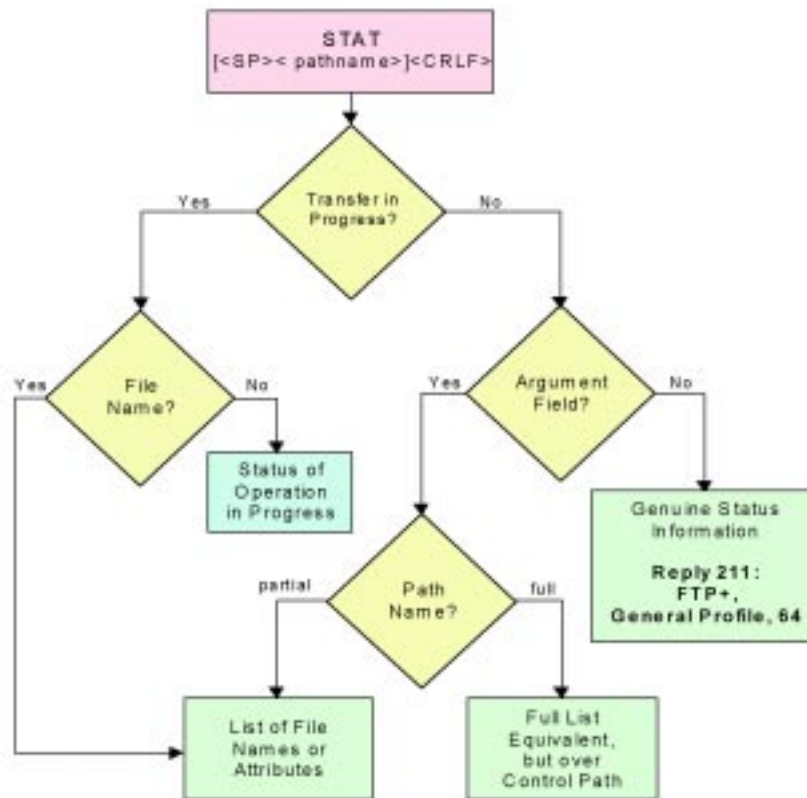 STAT
[<SP>< pathname>]<CRLF>
Transfer in
Progress?
Yes
No
File
Name?
Yes
No
Argument
Field?
Yes
No
Status of
Operation
in Progress
Genuine Status
Information
Reply 211:
FTP+,
General Profile, 64
Path
Name?
partial
full
List of File
Names or
Attributes
Full List
Equivalent,
but over
Control Path